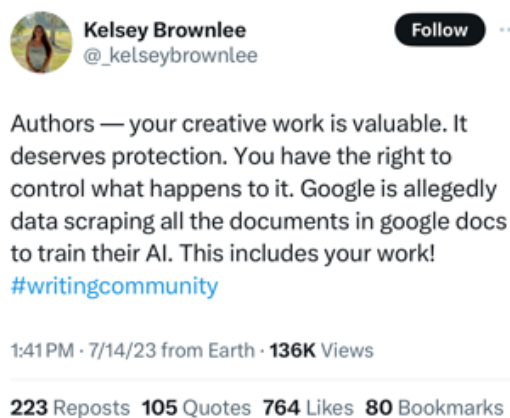 Kelsey Brownlee
@_kelseybrownlee
Follow
Authors — your creative work is valuable. It
deserves protection. You have the right to
control what happens to it. Google is allegedly
data scraping all the documents in google docs
to train their AI. This includes your work!
#writingcommunity
1:41 PM · 7/14/23 from Earth · 136K Views
223 Reposts 105 Quotes 764 Likes 80 Bookmarks